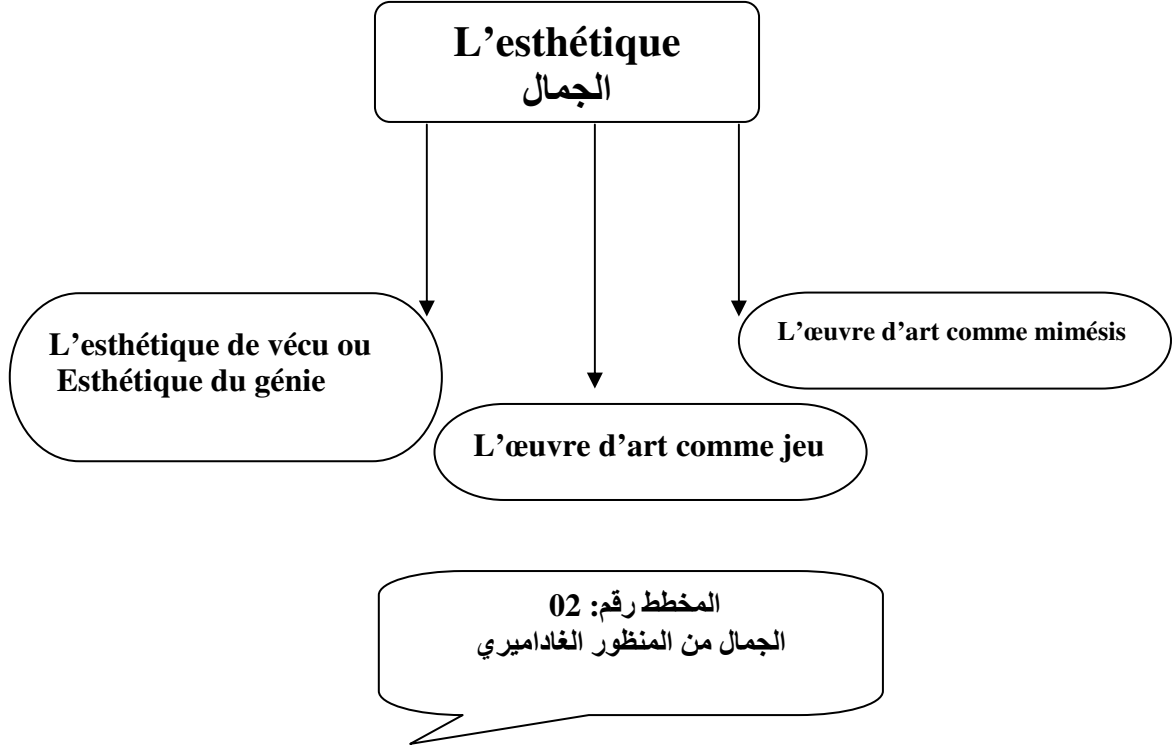 L’esthétique
الجمال
L’esthétique de vécu ou
Esthétique du génie
L’œuvre d’art comme jeu
L’œuvre d’art comme mimésis
المخطط رقم: 02
الجمال من المنظور الغاداميري